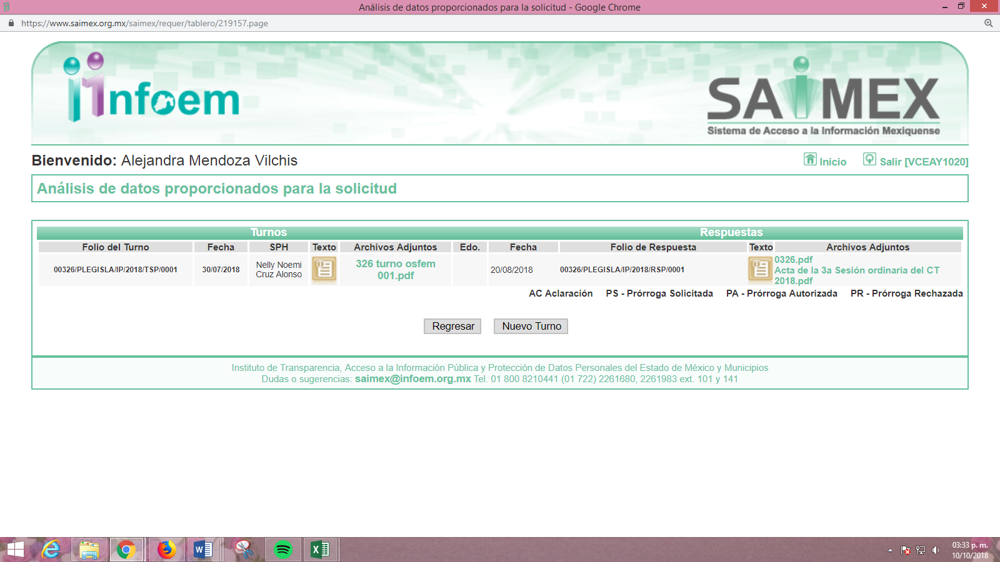 Análisis de datos proporcionados para la solicitud - Google Chrome
https://www.saimex.org.mx/saimex/requer/tablero/219157.page
infoem
SAIMEX
Sistema de Acceso a la Información Mexiquense
Bienvenido: Alejandra Mendoza Vilchis
Inicio Salir [VCEAY1020]
Análisis de datos proporcionados para la solicitud
Turnos Respuestas
Folio del Turno Fecha SPH Texto Archivos Adjuntos Edo. Fecha Folio de Respuesta Texto Archivos Adjuntos
00326/PLEGISLA/IP/2018/TSP/0001 30/07/2018 Nelly Noemi Cruz Alonso 326 turno osfem 001.pdf 20/08/2018 00326/PLEGISLA/IP/2018/RSP/0001 0326.pdf
Acta de la 3a Sesión ordinaria del CT 2018.pdf
AC Aclaración PS - Prórroga Solicitada PA - Prórroga Autorizada PR - Prórroga Rechazada
Regresar Nuevo Turno
Instituto de Transparencia, Acceso a la Información Pública y Protección de Datos Personales del Estado de México y Municipios
Dudas o sugerencias: saimex@infoem.org.mx Tel. 01 800 8210441 (01 722) 2261680, 2261983 ext. 101 y 141
03:33 p. m.
10/10/2018